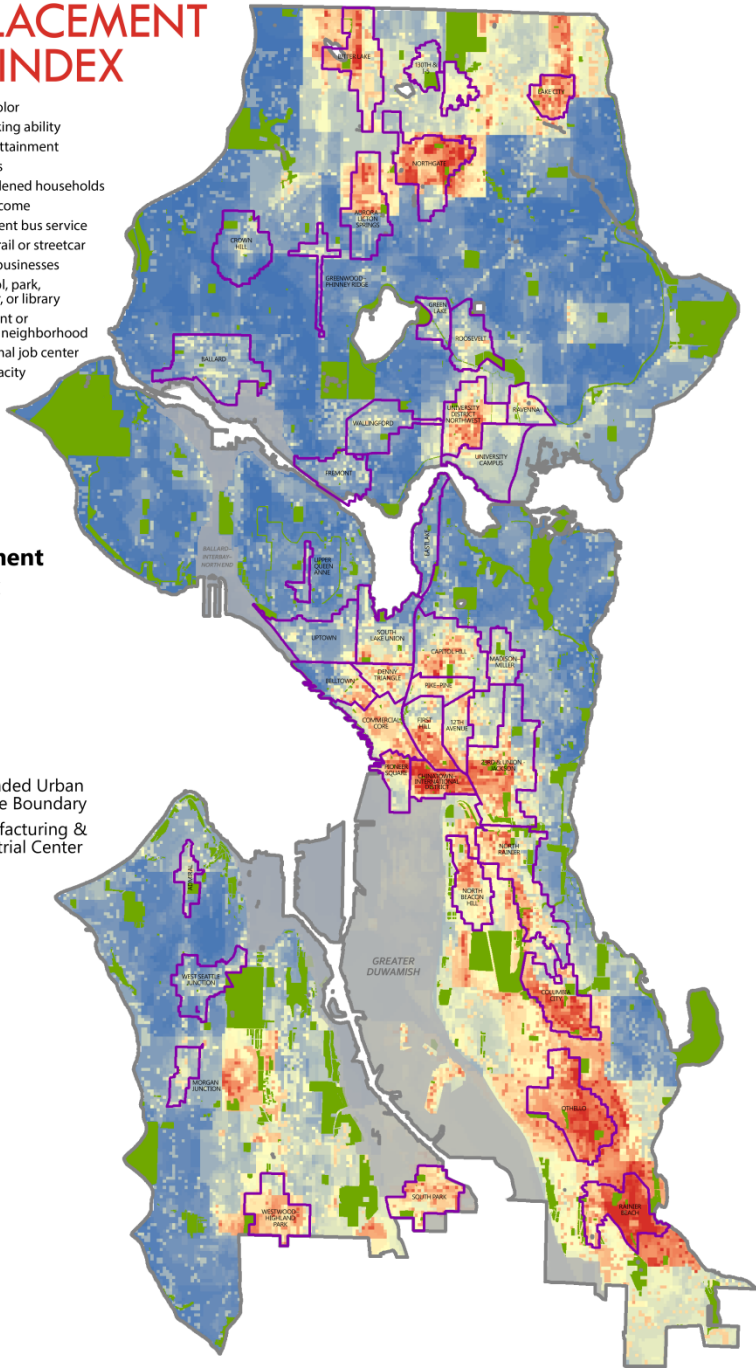 LACEMENT
INDEX
olor
king ability
ttainment
s
dened households
come
ent bus service
rail or streetcar
businesses
ol, park,
, or library
nt or
neighborhood
nal job center
acity
BITTER LAKE
130TH &
I-5
LAKE CITY
NORTHGATE
AURORA-
LICTON
SPRINGS
CROWN
HILL
GREENWOOD-
PHINNEY RIDGE
GREEN
LAKE
ROOSEVELT
BALLARD
UNIVERSITY
DISTRICT
NORTHWEST
RAVENNA
WALLINGFORD
UNIVERSITY
CAMPUS
FREMONT
BALLARD-
INTERBAY-
NORTH END
nent
UPPER
QUEEN
ANNE
EASTLAKE
UPTOWN
SOUTH
LAKE UNION
CAPITOL HILL
MADISON-
MILLER
BELLTOWN
DENNY
TRIANGLE
PIKE-PINE
COMMERCIAL
CORE
FIRST
HILL
12TH
AVENUE
PIONEER
SQUARE
CHINATOWN-
INTERNATIONAL
DISTRICT
23RD & UNION-
JACKSON
nded Urban
e Boundary
facturing &
trial Center
NORTH
RAINIER
ADMIRAL
NORTH
BEACON
HILL
GREATER
DUWAMISH
WEST SEATTLE
JUNCTION
COLUMBIA
CITY
MORGAN
JUNCTION
OTHELLO
SOUTH PARK
WESTWOOD-
HIGHLAND
PARK
RAINIER
BEACH